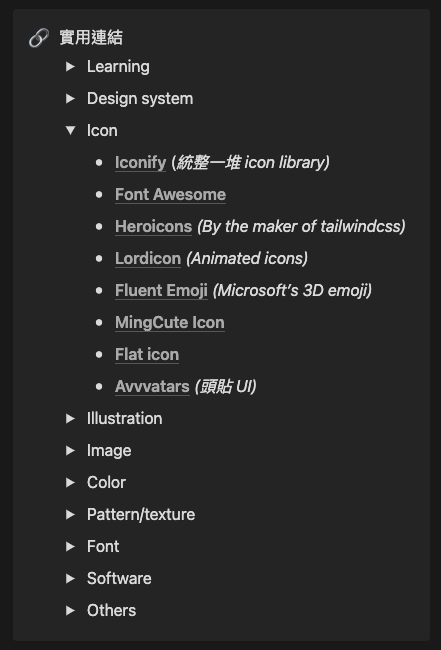 實用連結
Learning
Design system
Icon
Iconify (統整一堆 icon library)
Font Awesome
Heroicons (By the maker of tailwindcss)
Lordicon (Animated icons)
Fluent Emoji (Microsoft’s 3D emoji)
MingCute Icon
Flat icon
Avvvatars (頭貼 UI)
Illustration
Image
Color
Pattern/texture
Font
Software
Others